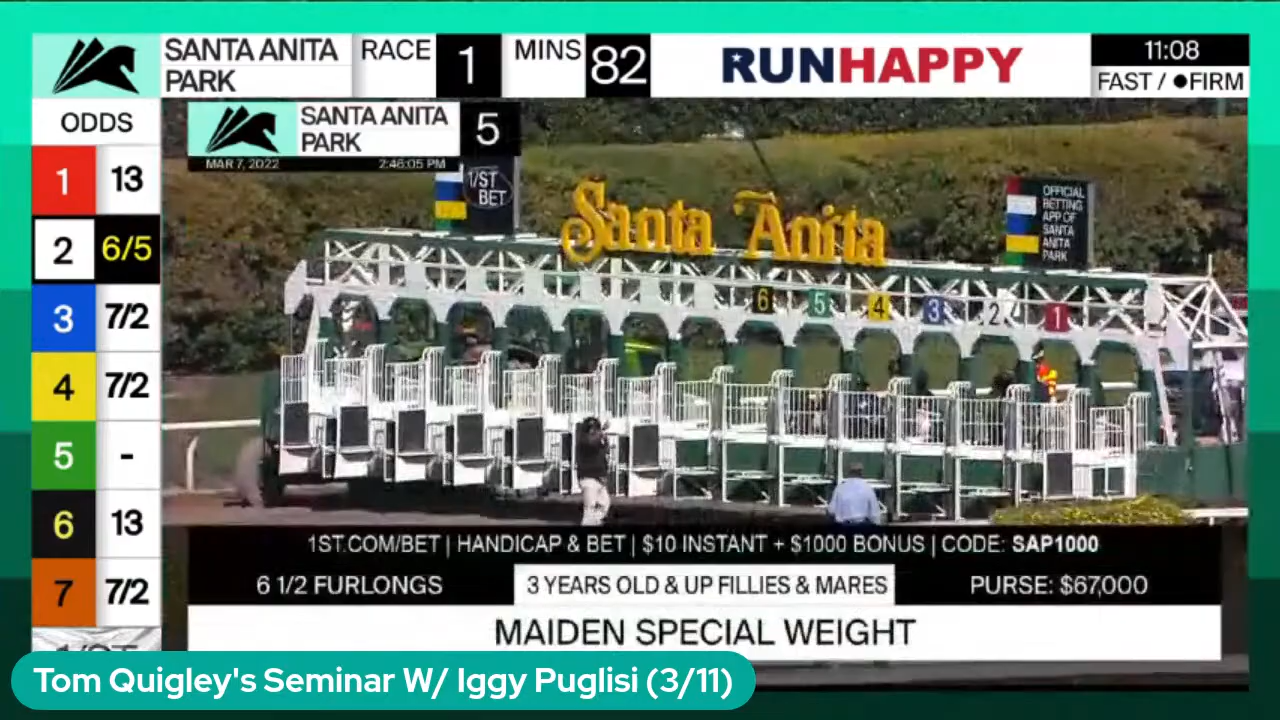 SANTA ANITA
PARK
RACE
1
MINS
82
RUNHAPPY
11:08
FAST / ●FIRM
ODDS
1 13
2 6/5
3 7/2
4 7/2
5 -
6 13
7 7/2
SANTA ANITA
PARK
5
MAR 7, 2022 2:46:05 PM
1/ST
BET
Santa Anita
OFFICIAL
BETTING
APP OF
SANTA
ANITA
PARK
6 5 4 3 2 1
1ST.COM/BET | HANDICAP & BET | $10 INSTANT + $1000 BONUS | CODE: SAP1000
6 1/2 FURLONGS
3 YEARS OLD & UP FILLIES & MARES
PURSE: $67,000
MAIDEN SPECIAL WEIGHT
Tom Quigley's Seminar W/ Iggy Puglisi (3/11)